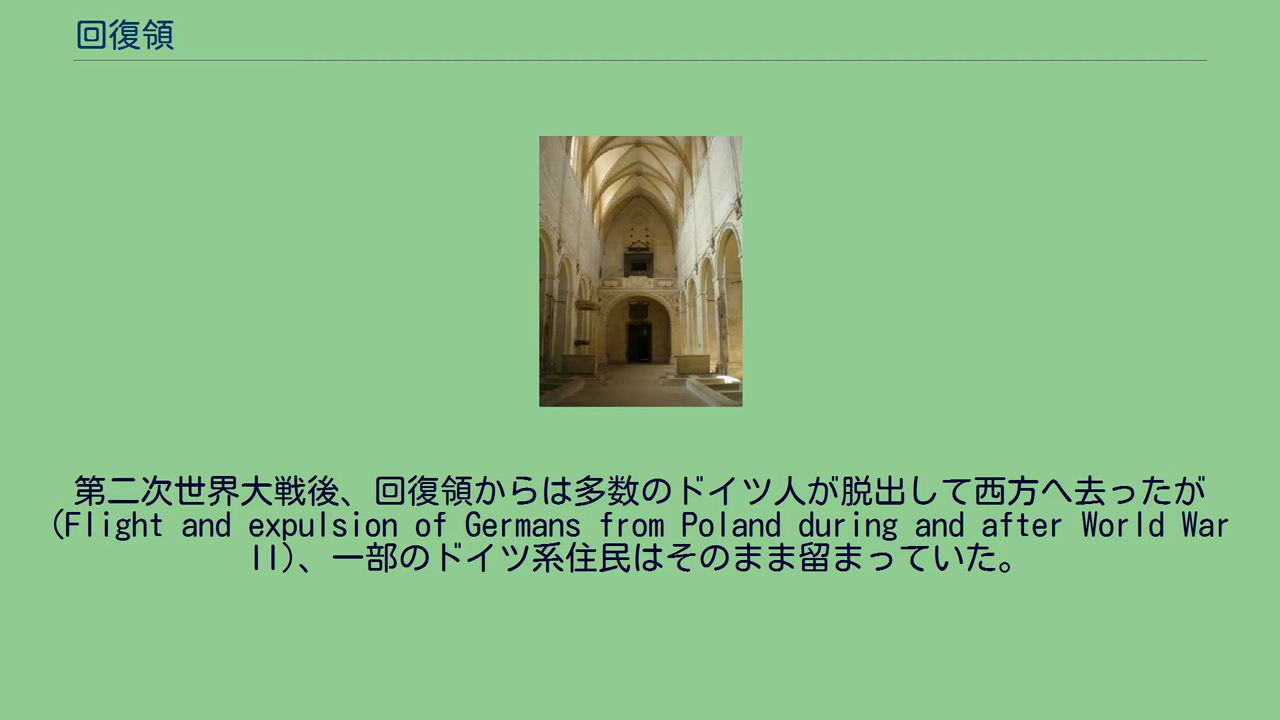 回復領
第二次世界大戦後、回復領からは多数のドイツ人が脱出して西方へ去ったが
(Flight and expulsion of Germans from Poland during and after World War
II)、一部のドイツ系住民はそのまま留まっていた。